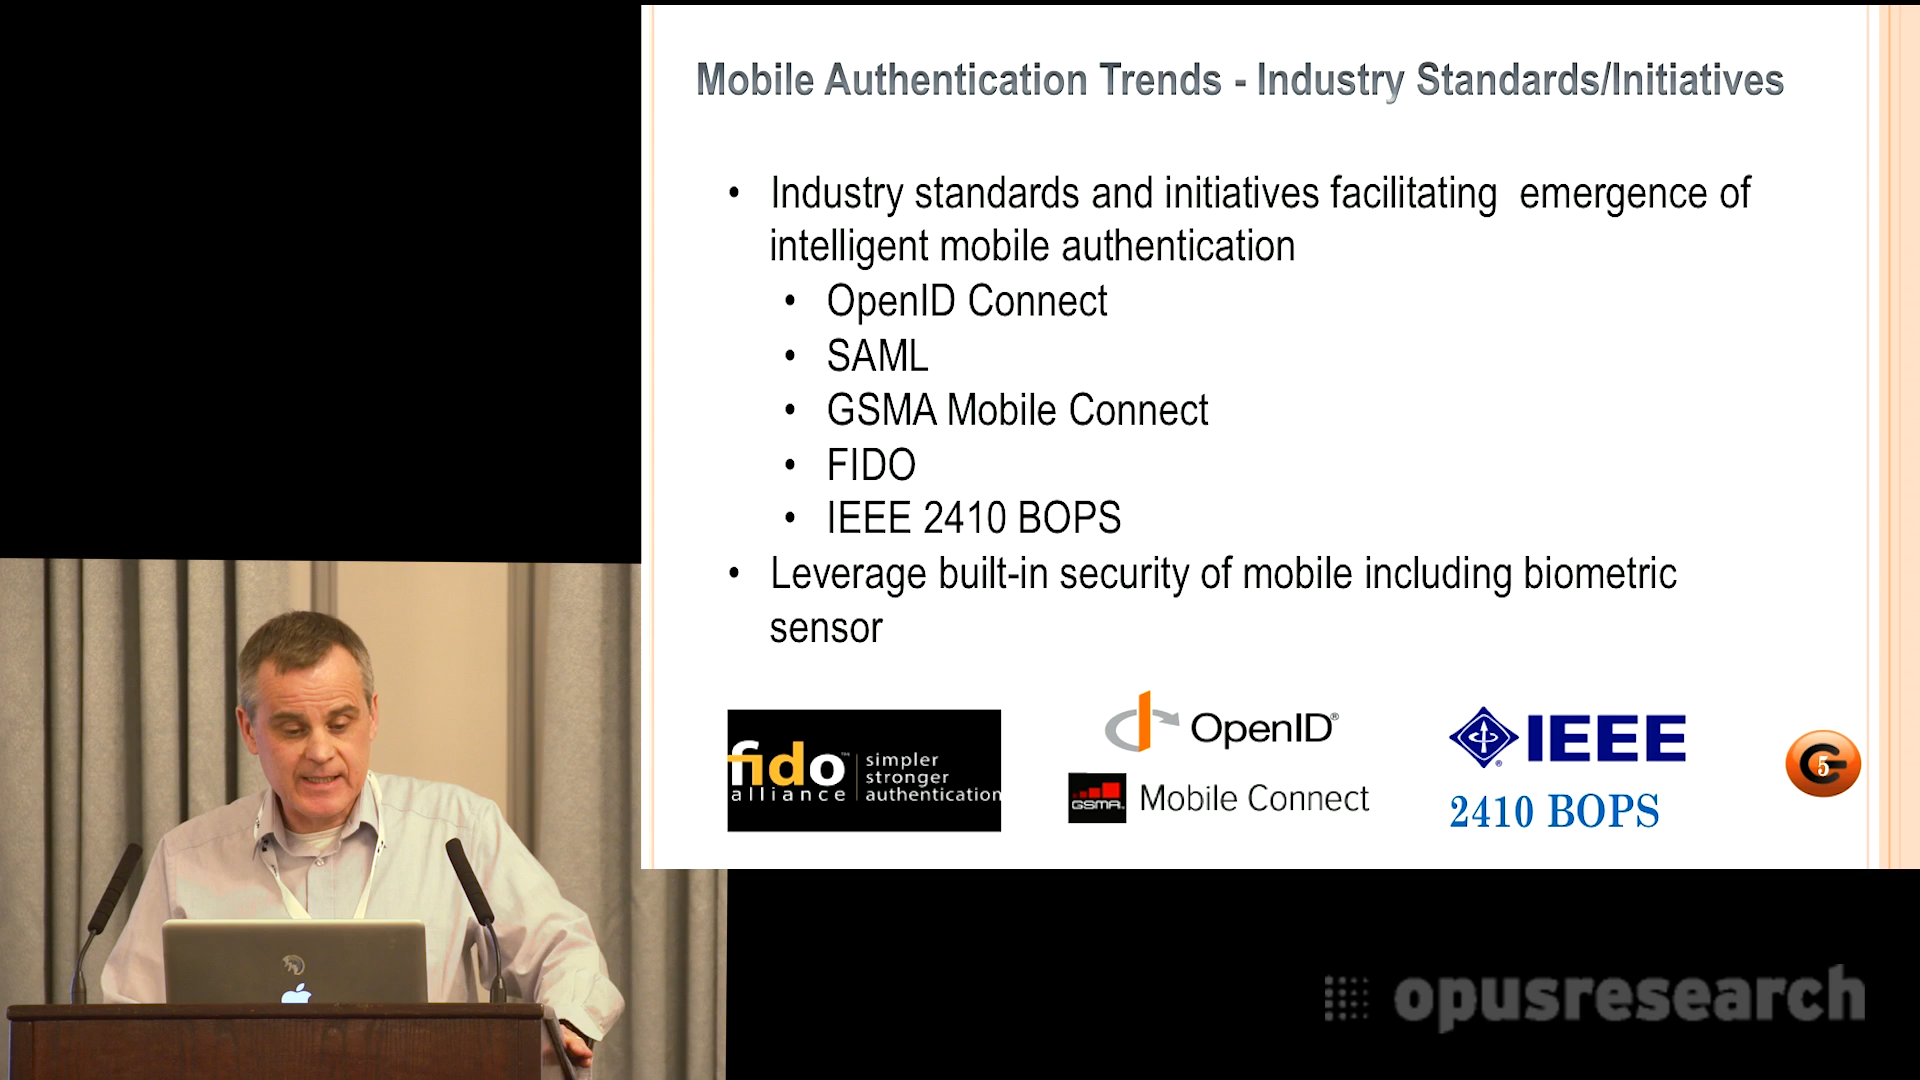 Mobile Authentication Trends - Industry Standards/Initiatives
• Industry standards and initiatives facilitating emergence of
intelligent mobile authentication
• OpenID Connect
• SAML
• GSMA Mobile Connect
• FIDO
• IEEE 2410 BOPS
• Leverage built-in security of mobile including biometric
sensor
fido™
alliance
simpler
stronger
authentication
OpenID®
GSMA.
Mobile Connect
IEEE
2410 BOPS
5
opusresearch